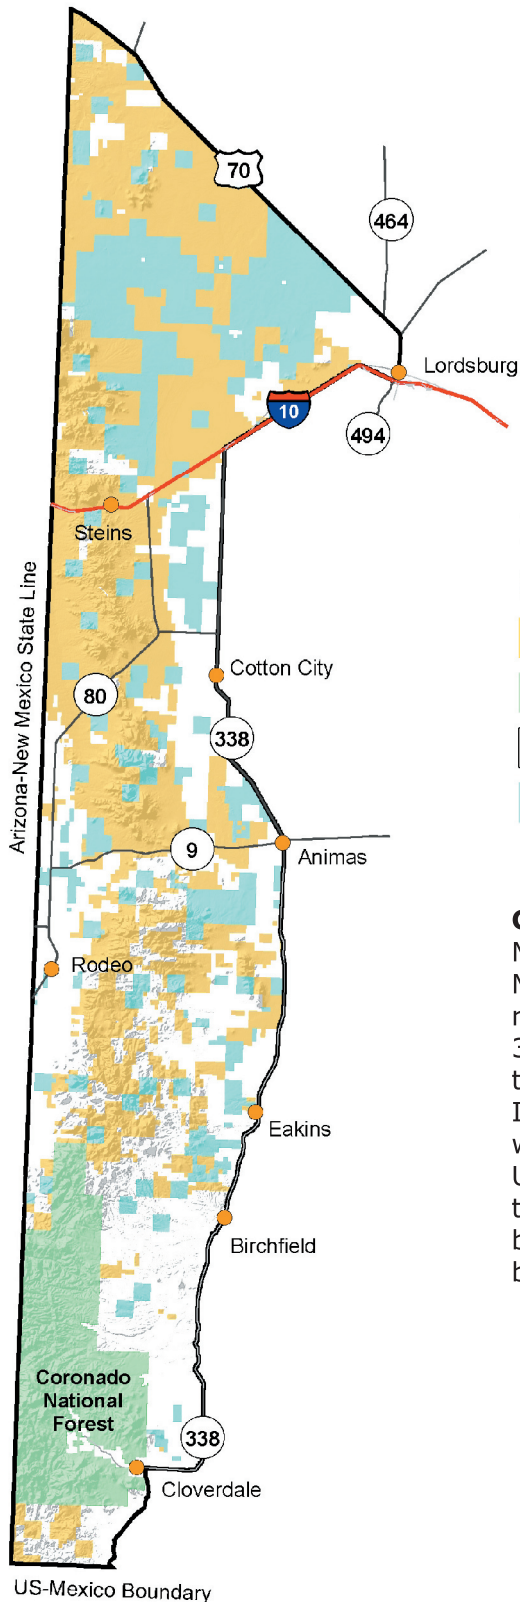 70
464
Lordsburg
10
494
Steins
Arizona-New Mexico State Line
Cotton City
80
338
9
Animas
Rodeo
Eakins
Birchfield
Coronado
National
Forest
338
Cloverdale
US-Mexico Boundary